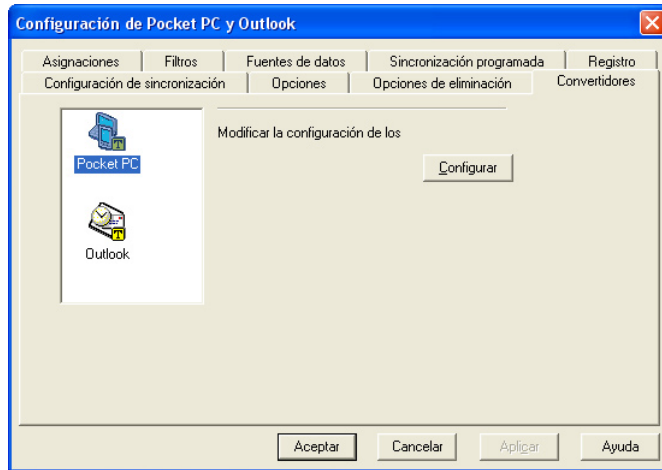 Configuración de Pocket PC y Outlook
Asignaciones Filtros Fuentes de datos Sincronización programada Registro
Configuración de sincronización Opciones Opciones de eliminación Convertidores
Modificar la configuración de los
Pocket PC
Configurar
Outlook
Aceptar Cancelar Aplicar Ayuda